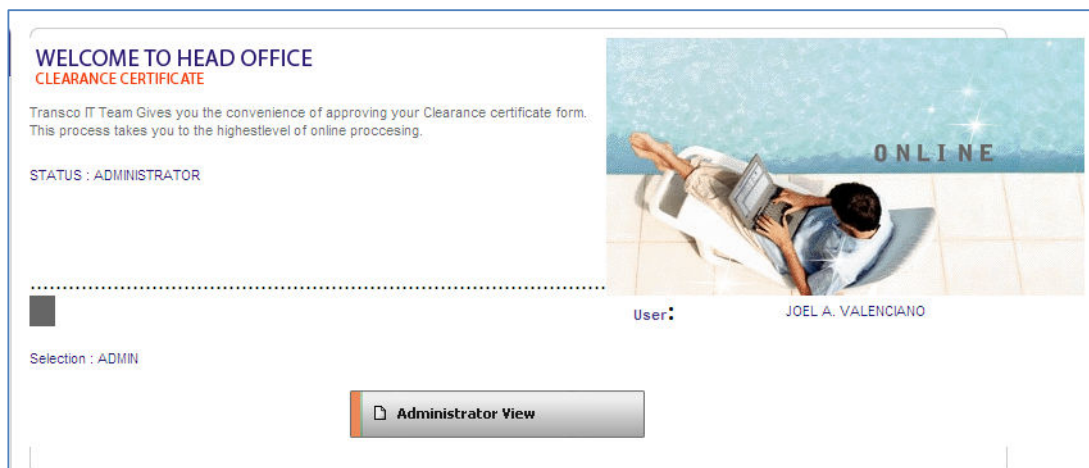 WELCOME TO HEAD OFFICE
CLEARANCE CERTIFICATE
Transco IT Team Gives you the convenience of approving your Clearance certificate form.
This process takes you to the highestlevel of online proccesing.
STATUS : ADMINISTRATOR
ONLINE
User: JOEL A. VALENCIANO
Selection : ADMIN
Administrator View